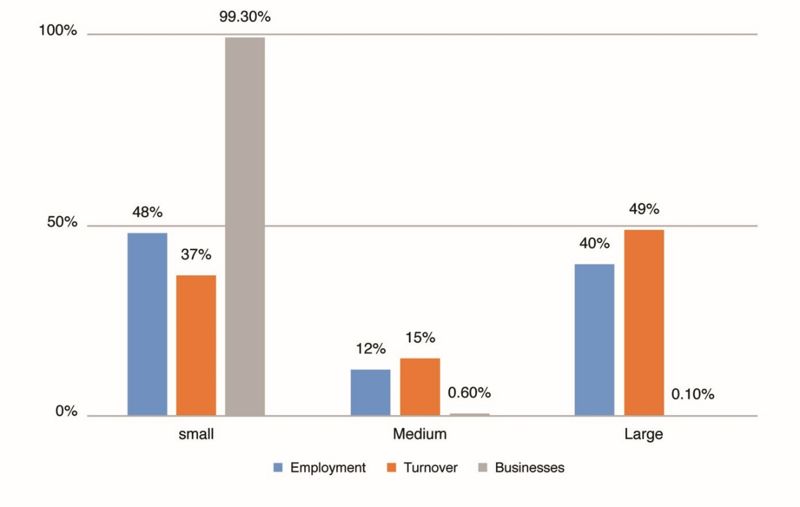 99.30%
100%
48%
50%
49%
37%
40%
12%
15%
0.60%
0.10%
0%
small
Medium
Large
Employment
Turnover
Businesses